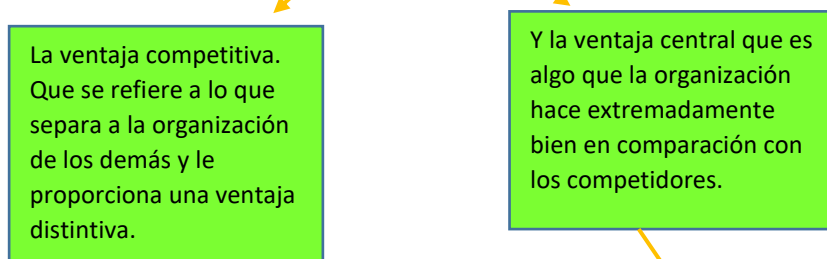 La ventaja competitiva.
Que se refiere a lo que
separa a la organización
de los demás y le
proporciona una ventaja
distintiva.
Y la ventaja central que es
algo que la organización
hace extremadamente
bien en comparación con
los competidores.